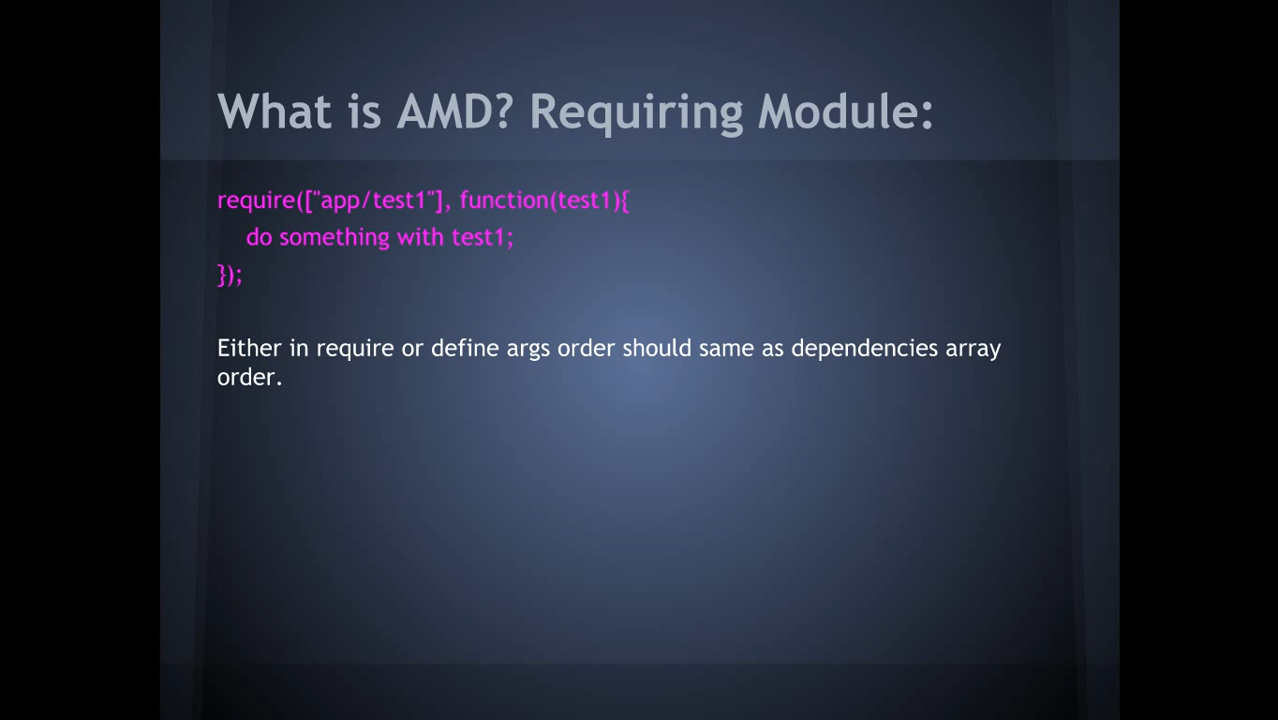 What is AMD? Requiring Module:
require(["app/test1"], function(test1){
do something with test1;
});
Either in require or define args order should same as dependencies array
order.